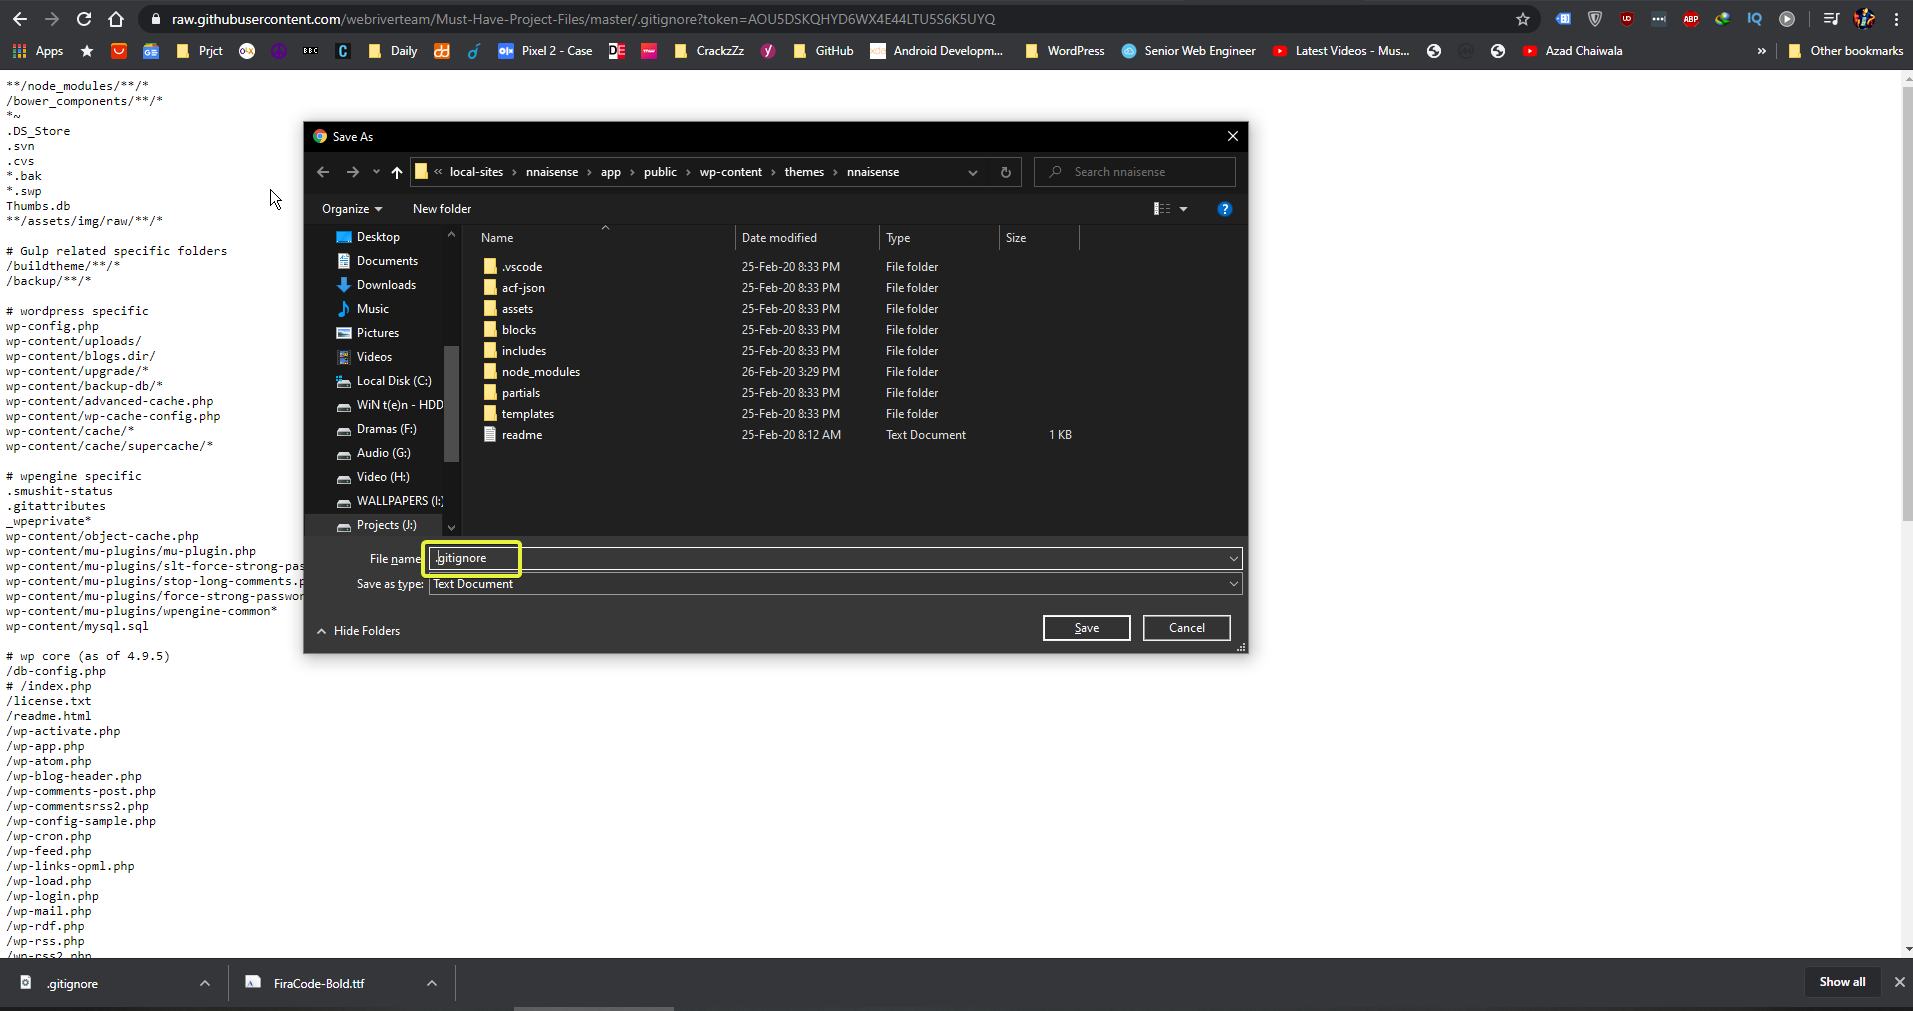 raw.githubusercontent.com/webriverteam/Must-Have-Project-Files/master/.gitignore?token=AOU5DSKQHYD6WX4E44LTU5S6K5UYQ
Apps
Prjct
BBC
Daily
Pixel 2 - Case
CrackzZz
GitHub
Android Developm...
WordPress
Senior Web Engineer
Latest Videos - Mus...
Azad Chaiwala
»
Other bookmarks
**/node_modules/**/*
/bower_components/**/*
*~
.DS_Store
.svn
.cvs
*.bak
*.swp
Thumbs.db
**/assets/img/raw/**/*
# Gulp related specific folders
/buildtheme/**/*
/backup/**/*
# wordpress specific
wp-config.php
wp-content/uploads/
wp-content/blogs.dir/
wp-content/upgrade/*
wp-content/backup-db/*
wp-content/advanced-cache.php
wp-content/wp-cache-config.php
wp-content/cache/*
wp-content/cache/supercache/*
# wpengine specific
.smushit-status
.gitattributes
_wpeprivate*
wp-content/object-cache.php
wp-content/mu-plugins/mu-plugin.php
wp-content/mu-plugins/slt-force-strong-pas
wp-content/mu-plugins/stop-long-comments.p
wp-content/mu-plugins/force-strong-passwor
wp-content/mu-plugins/wpengine-common*
wp-content/mysql.sql
# wp core (as of 4.9.5)
/db-config.php
# /index.php
/license.txt
/readme.html
/wp-activate.php
/wp-app.php
/wp-atom.php
/wp-blog-header.php
/wp-comments-post.php
/wp-commentsrss2.php
/wp-config-sample.php
/wp-cron.php
/wp-feed.php
/wp-links-opml.php
/wp-load.php
/wp-login.php
/wp-mail.php
/wp-rdf.php
/wp-rss.php
/wp-rss2.php
Save As
« local-sites › nnaisense › app › public › wp-content › themes › nnaisense
Search nnaisense
Organize
New folder
Desktop
Documents
Downloads
Music
Pictures
Videos
Local Disk (C:)
WiN t(e)n - HDD
Dramas (F:)
Audio (G:)
Video (H:)
WALLPAPERS (I:)
Projects (J:)
Name Date modified Type Size
.vscode 25-Feb-20 8:33 PM File folder
acf-json 25-Feb-20 8:33 PM File folder
assets 25-Feb-20 8:33 PM File folder
blocks 25-Feb-20 8:33 PM File folder
includes 25-Feb-20 8:33 PM File folder
node_modules 26-Feb-20 3:29 PM File folder
partials 25-Feb-20 8:33 PM File folder
templates 25-Feb-20 8:33 PM File folder
readme 25-Feb-20 8:12 AM Text Document 1 KB
File name: .gitignore
Save as type: Text Document
Hide Folders
Save
Cancel
.gitignore
FiraCode-Bold.ttf
Show all